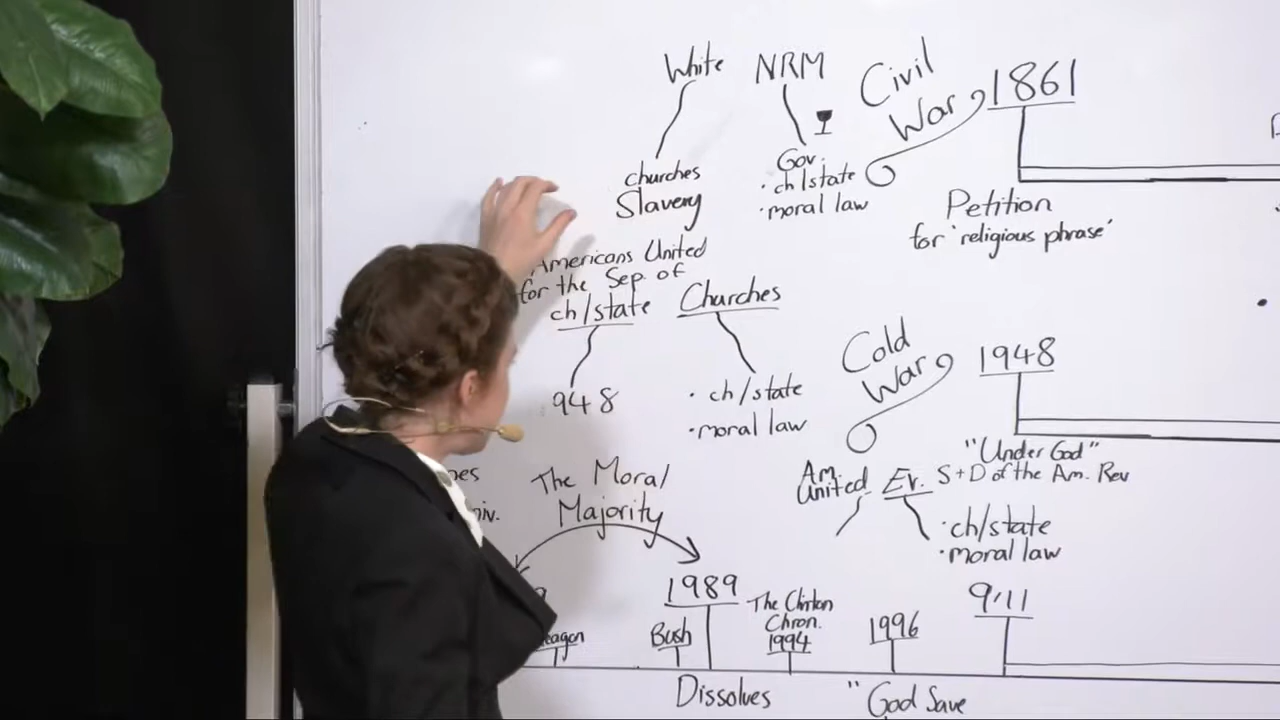 White NRM
Civil
War
1861
churches
Slavery
Gov.
· ch/state
· moral law
Petition
for 'religious phrase'
Americans United
for the Sep. of
ch/state
Churches
948
· ch/state
· moral law
Cold
War
1948
"Under God"
S+D of the Am. Rev
Am.
United
Ev.
· ch/state
· moral law
The Moral
Majority
niv.
1989
Bush
The Clinton
Chron.
1994
1996
9/11
eagon
Dissolves
"God Save